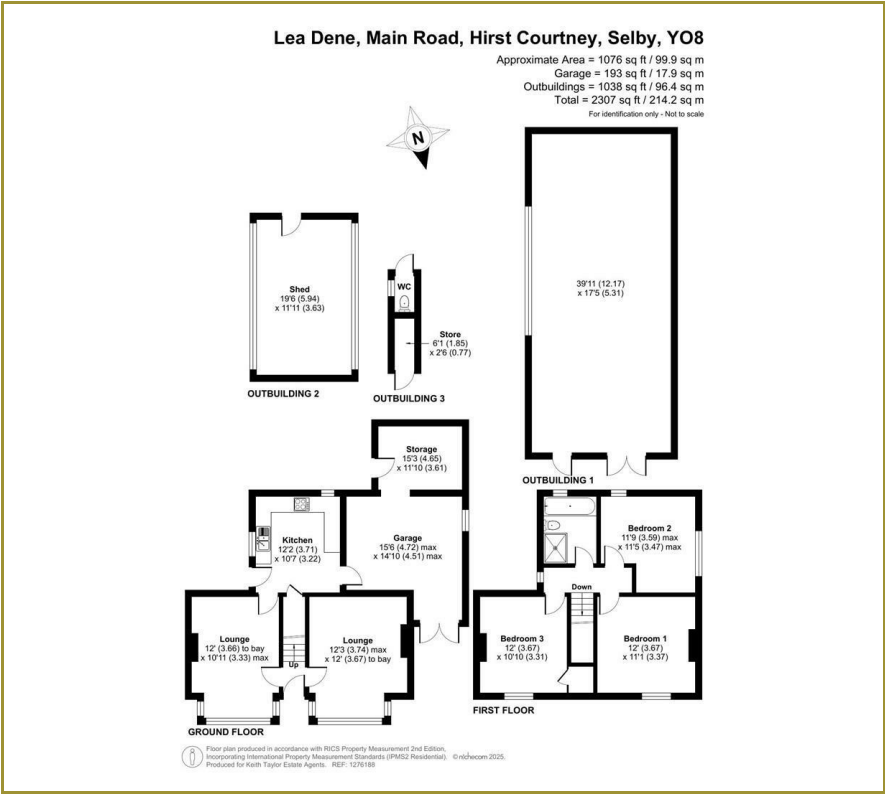 Lea Dene, Main Road, Hirst Courtney, Selby, YO8
Approximate Area = 1076 sq ft / 99.9 sq m
Garage = 193 sq ft / 17.9 sq m
Outbuildings = 1038 sq ft / 96.4 sq m
Total = 2307 sq ft / 214.2 sq m
For identification only - Not to scale
N
Shed
19'6 (5.94)
x 11'11 (3.63)
OUTBUILDING 2
WC
Store
6'1 (1.85)
x 2'6 (0.77)
OUTBUILDING 3
39'11 (12.17)
x 17'5 (5.31)
OUTBUILDING 1
Storage
15'3 (4.65)
x 11'10 (3.61)
Kitchen
12'2 (3.71)
x 10'7 (3.22)
Garage
15'6 (4.72) max
x 14'10 (4.51) max
Lounge
12' (3.66) to bay
x 10'11 (3.33) max
Up
Lounge
12'3 (3.74) max
x 12' (3.67) to bay
GROUND FLOOR
Bedroom 2
11'9 (3.59) max
x 11'5 (3.47) max
Down
Bedroom 3
12' (3.67)
x 10'10 (3.31)
Bedroom 1
12' (3.67)
x 11'1 (3.37)
FIRST FLOOR
Floor plan produced in accordance with RICS Property Measurement 2nd Edition,
Incorporating International Property Measurement Standards (IPMS2 Residential). © nichecom 2025.
Produced for Keith Taylor Estate Agents. REF: 1276188